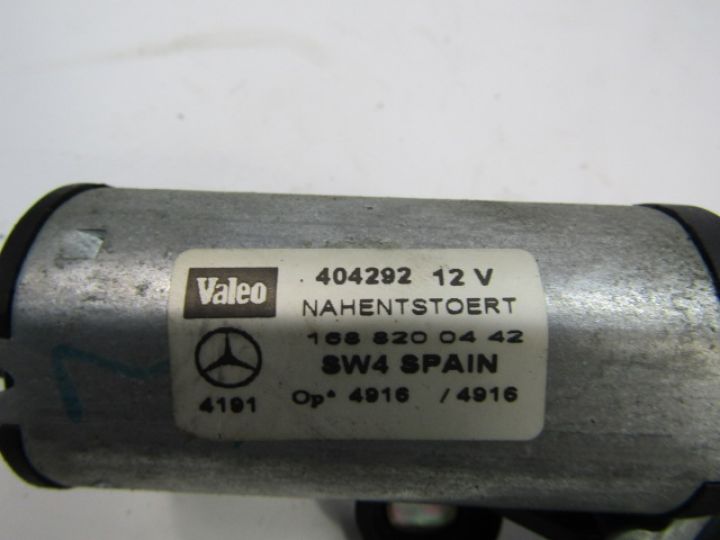 Valeo 404292 12 V
NAHENTSTOERT
168 820 04 42
SW4 SPAIN
4191 Op* 4916 / 4916